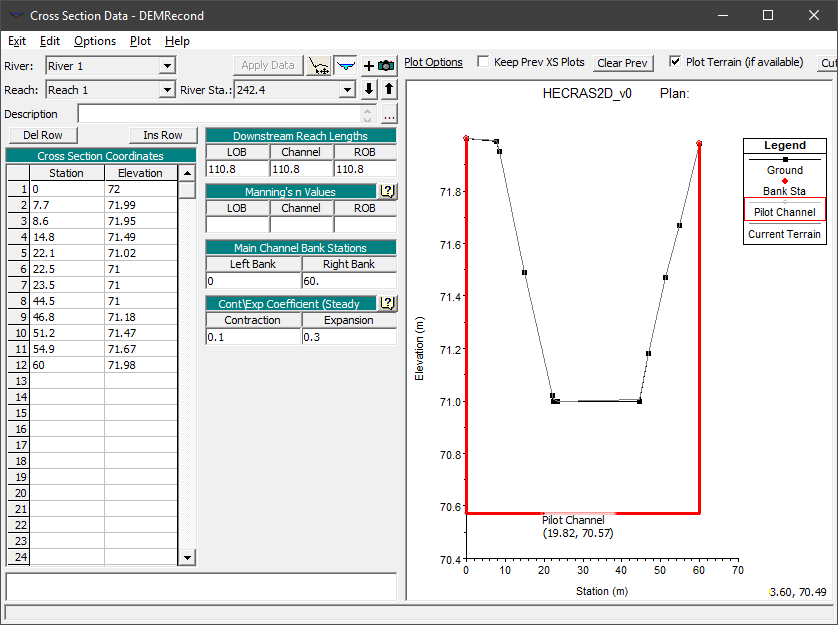 Cross Section Data - DEMRecond
Exit Edit Options Plot Help
River: River 1 Apply Data
Reach: Reach 1 River Sta.: 242.4
Description ...
Del Row Ins Row
Cross Section Coordinates
Station Elevation
1 0 72
2 7.7 71.99
3 8.6 71.95
4 14.8 71.49
5 22.1 71.02
6 22.5 71
7 23.5 71
8 44.5 71
9 46.8 71.18
10 51.2 71.47
11 54.9 71.67
12 60 71.98
13
14
15
16
17
18
19
20
21
22
23
24
Downstream Reach Lengths
LOB Channel ROB
110.8 110.8 110.8
Manning's n Values ?
LOB Channel ROB
Main Channel Bank Stations
Left Bank Right Bank
0 60.
Cont\Exp Coefficient (Steady ?
Contraction Expansion
0.1 0.3
Plot Options Keep Prev XS Plots Clear Prev Plot Terrain (if available) Cut
HECRAS2D_v0 Plan:
Legend
Ground
Bank Sta
Pilot Channel
Current Terrain
71.8
71.6
71.4
71.2
71.0
70.8
70.6
70.4
Elevation (m)
Pilot Channel
(19.82, 70.57)
0 10 20 30 40 50 60 70
Station (m)
3.60, 70.49